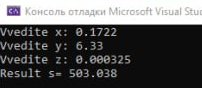 Консоль отладки Microsoft Visual Stud
Vvedite x: 0.1722
Vvedite y: 6.33
Vvedite z: 0.000325
Result s= 503.038